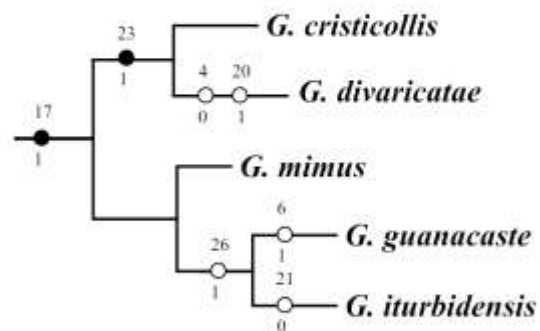 23
G. cristicollis
1
4 20
G. divaricatae
0 1
17
1
G. mimus
6
G. guanacaste
1
26
1
21
G. iturbidensis
0